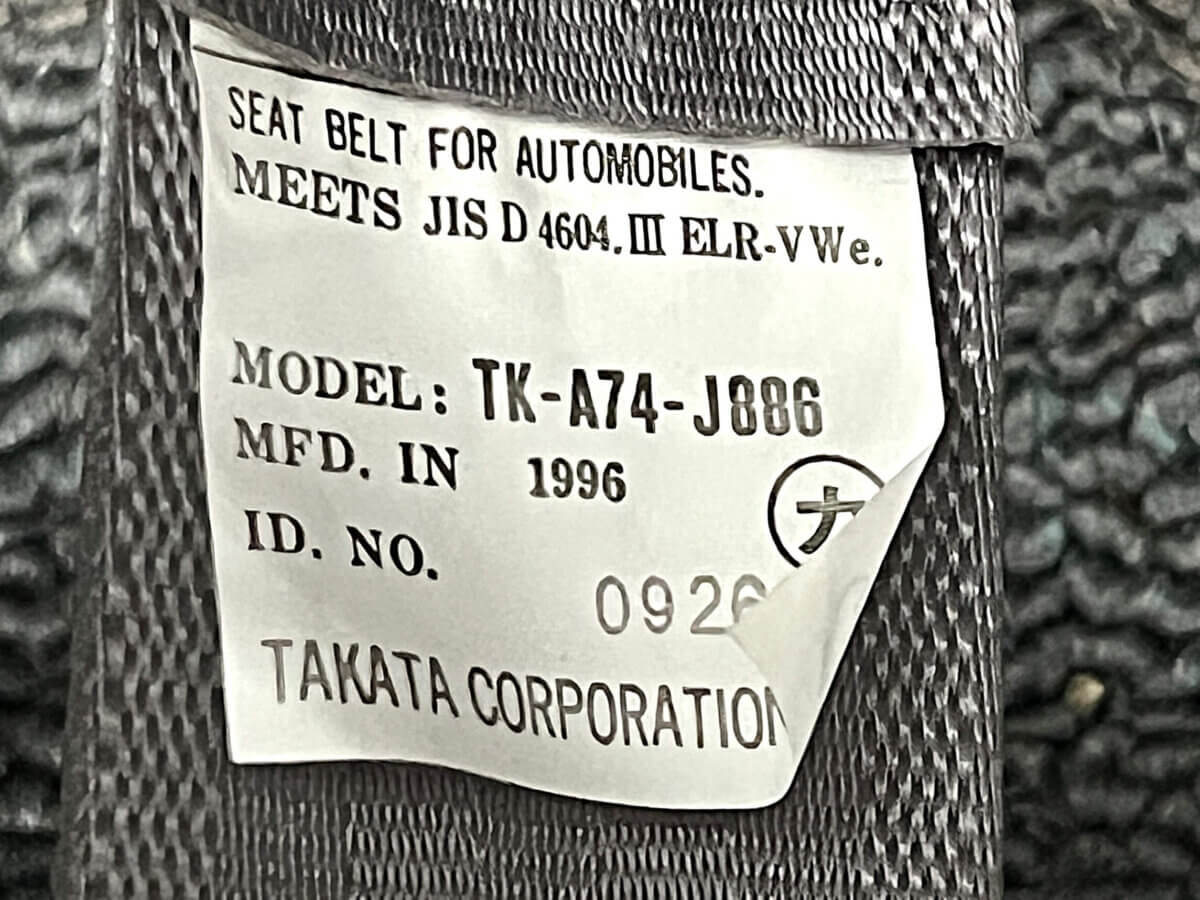 SEAT BELT FOR AUTOMOBILES.
MEETS JIS D 4604. III ELR-VWe.
MODEL: TK-A74-J886
MFD. IN 1996
ナ
ID. NO.
0926
TAKATA CORPORATION